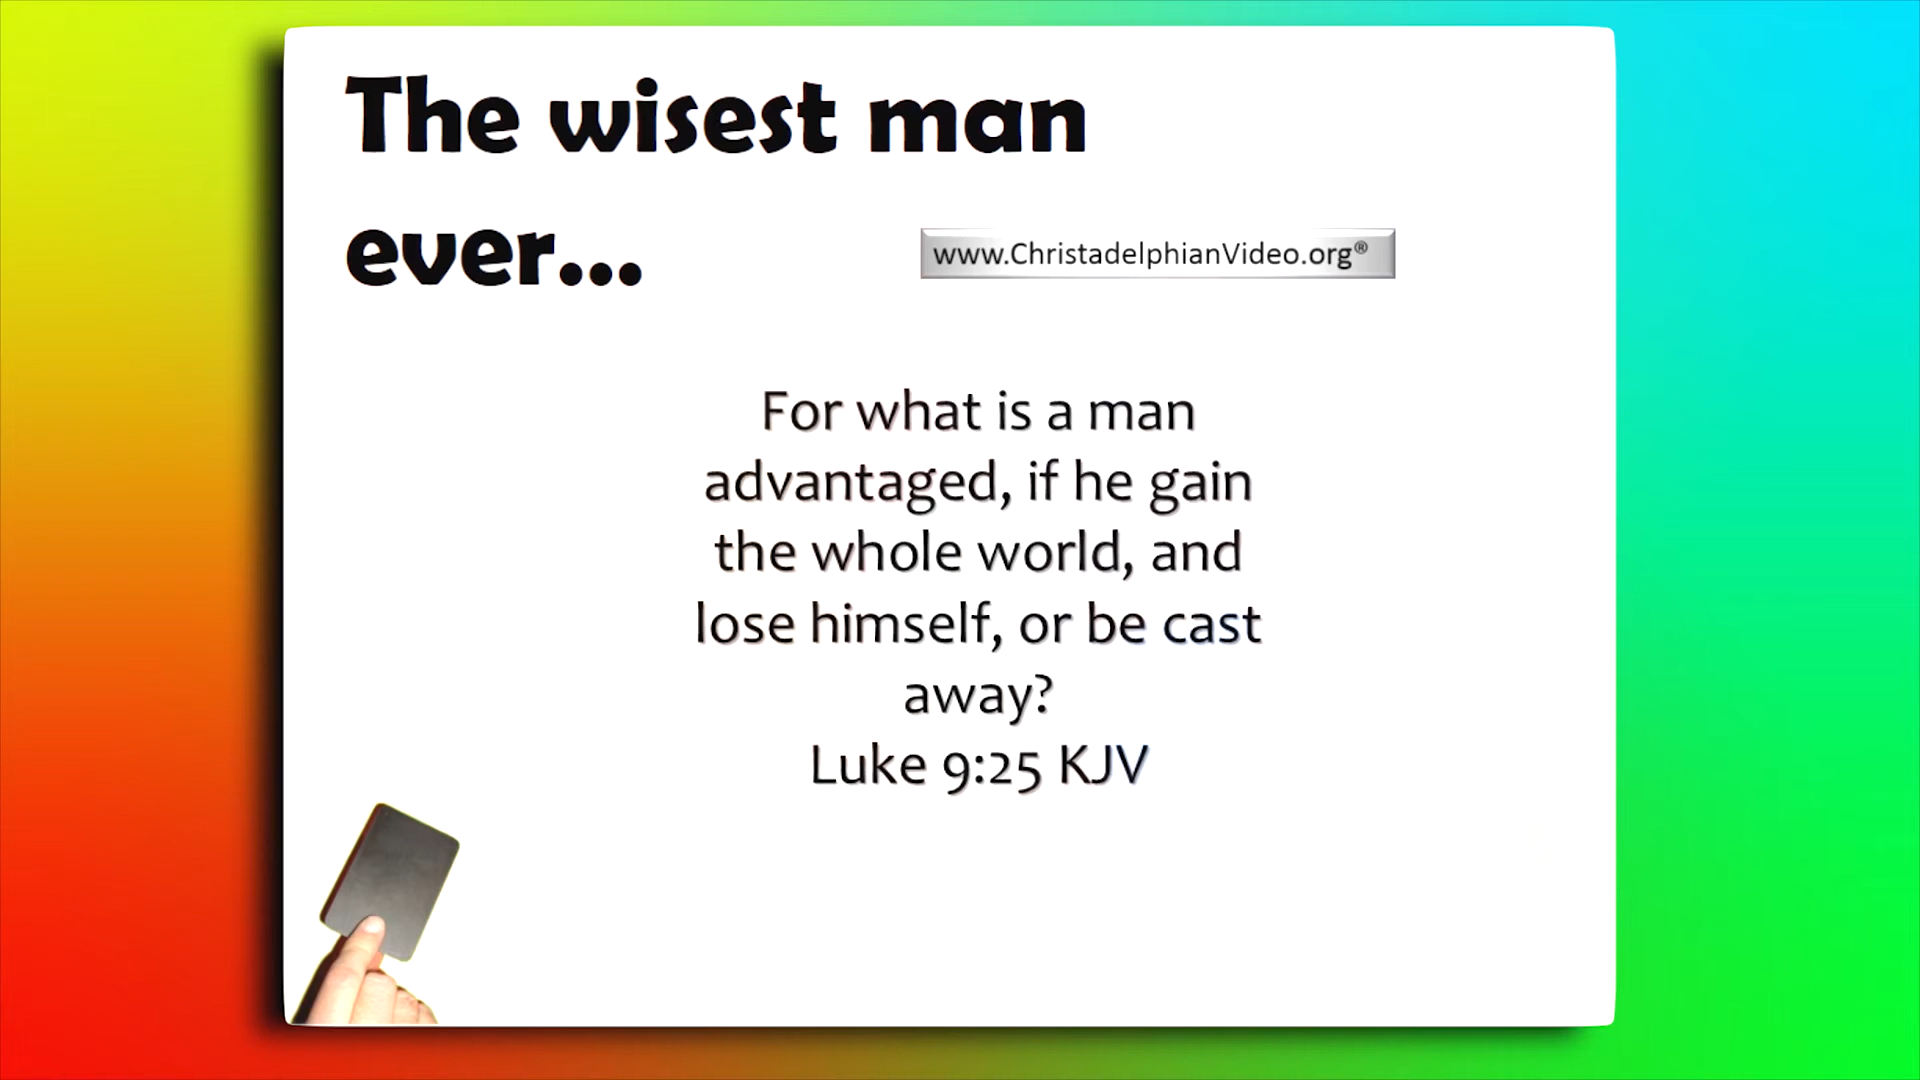 The wisest man
ever...
www.ChristadelphianVideo.org®
For what is a man
advantaged, if he gain
the whole world, and
lose himself, or be cast
away?
Luke 9:25 KJV